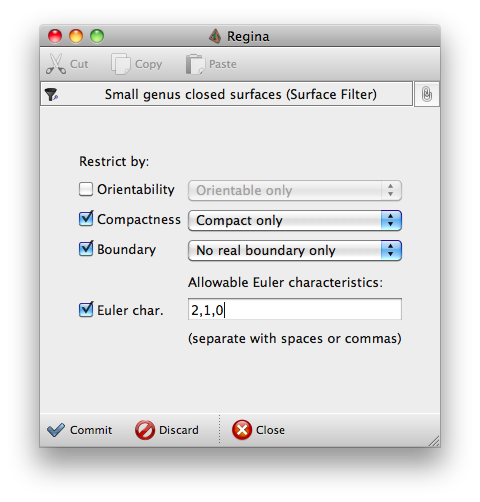 Regina
Cut Copy Paste
Small genus closed surfaces (Surface Filter)
Restrict by:
Orientability Orientable only
Compactness Compact only
Boundary No real boundary only
Allowable Euler characteristics:
Euler char. 2,1,0
(separate with spaces or commas)
Commit Discard Close